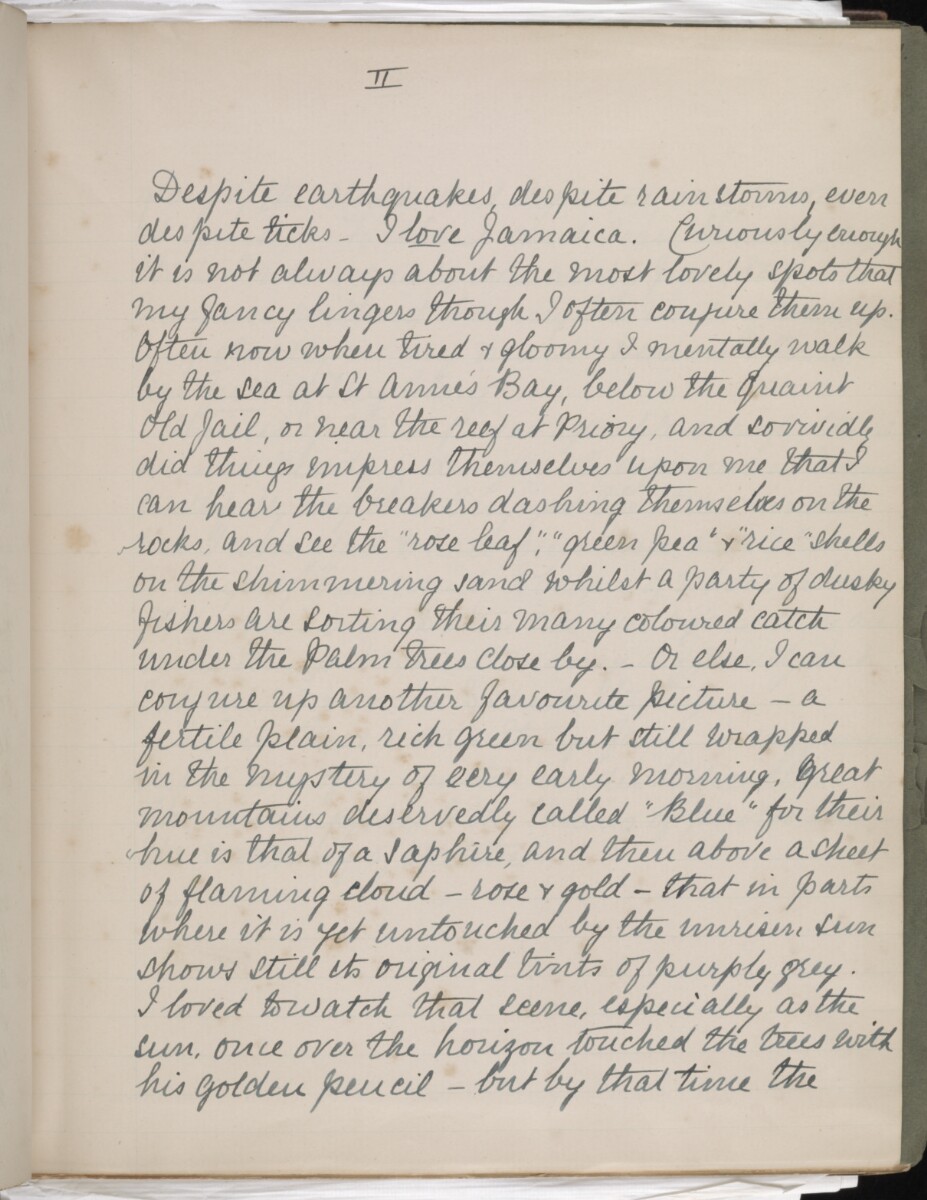 II
Despite earthquakes, despite rainstorms, even
despite ticks - I love Jamaica. Curiously enough
it is not always about the most lovely spots that
my fancy lingers though I often conjure them up.
Often now when tired & gloomy I mentally walk
by the sea at St Anne's Bay, below the quaint
Old Jail, or near the reef at Priory, and so vividly
did things impress themselves upon me that I
can hear the breakers dashing themselves on the
rocks, and see the "rose leaf", "green pea" & "rice" shells
on the shimmering sand whilst a party of dusky
fishers are sorting their many coloured catch
under the Palm trees close by. - Or else, I can
conjure up another favourite picture - a
fertile plain, rich green but still wrapped
in the mystery of very early morning, great
mountains deservedly called "Blue" for their
hue is that of a saphire, and then above a sheet
of flaming cloud - rose & gold - that in parts
where it is yet untouched by the unrisen sun
shows still its original tints of purply grey.
I loved to watch that scene, especially as the
sun, once over the horizon touched the trees with
his golden pencil - but by that time the